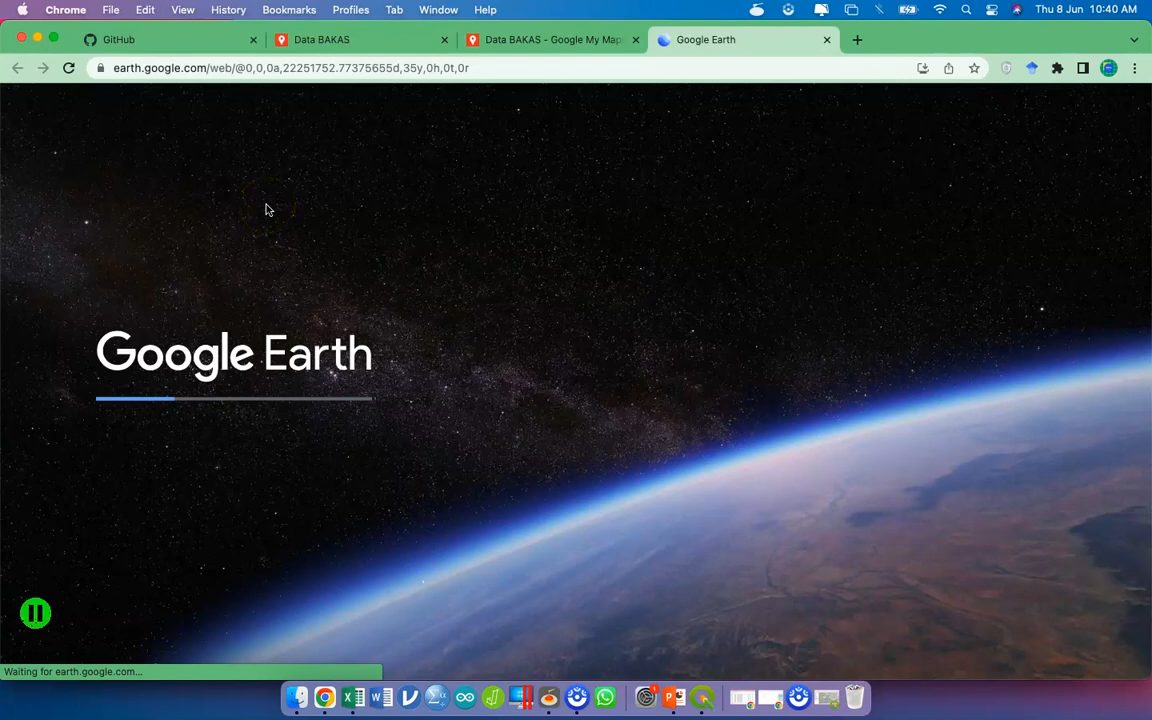 Chrome File Edit View History Bookmarks Profiles Tab Window Help Thu 8 Jun 10:40 AM
GitHub Data BAKAS Data BAKAS - Google My Map Google Earth
earth.google.com/web/@0,0,0a,22251752.77375655d,35y,0h,0t,0r
Google Earth
Waiting for earth.google.com...